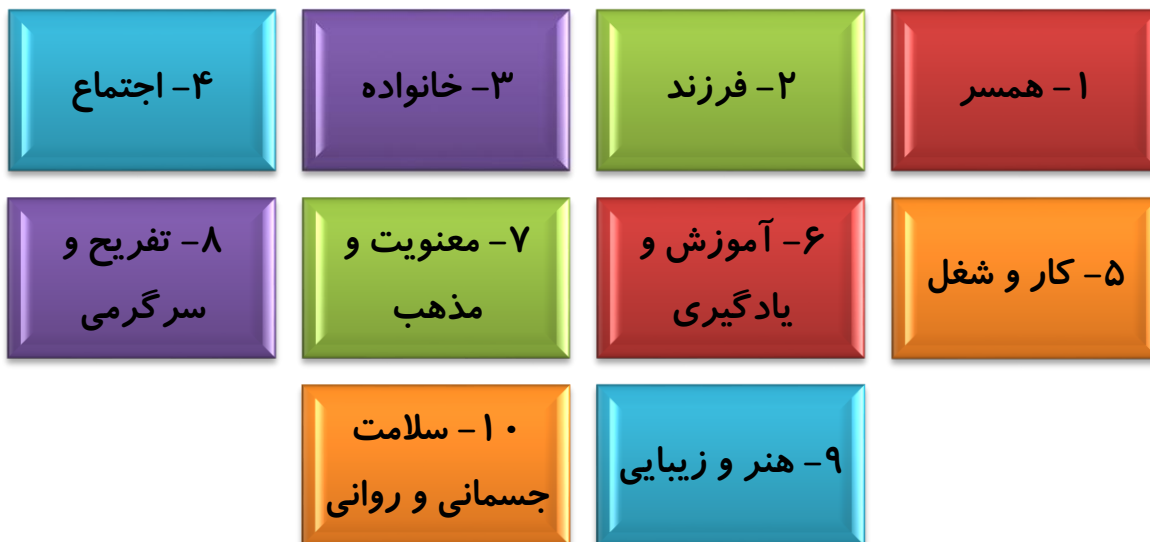 ۱- همسر
۲- فرزند
۳- خانواده
۴- اجتماع
۵- کار و شغل
۶- آموزش و
یادگیری
۷- معنویت و
مذهب
۸- تفریح و
سرگرمی
۹- هنر و زیبایی
۱۰- سلامت
جسمانی و روانی